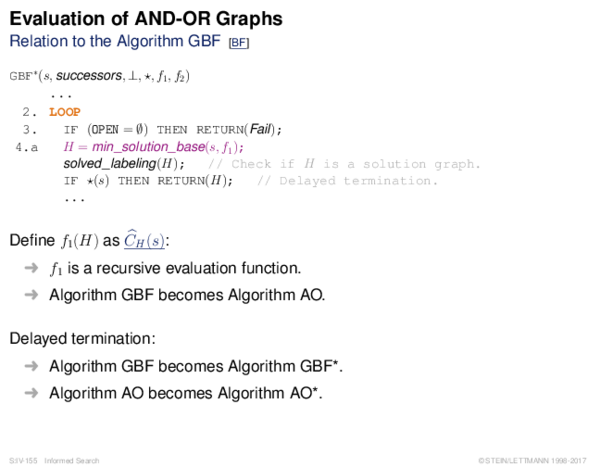 Evaluation of AND-OR Graphs
Relation to the Algorithm GBF [BF]
GBF*(s, successors, ⊥, ⋆, f₁, f₂)
...
2. LOOP
3. IF (OPEN = ∅) THEN RETURN(Fail);
4.a H = min_solution_base(s, f₁);
solved_labeling(H); // Check if H is a solution graph.
IF ⋆(s) THEN RETURN(H); // Delayed termination.
...
Define f₁(H) as Ĉ_H(s):
➜ f₁ is a recursive evaluation function.
➜ Algorithm GBF becomes Algorithm AO.
Delayed termination:
➜ Algorithm GBF becomes Algorithm GBF*.
➜ Algorithm AO becomes Algorithm AO*.
S:IV-155 Informed Search ©STEIN/LETTMANN 1998-2017